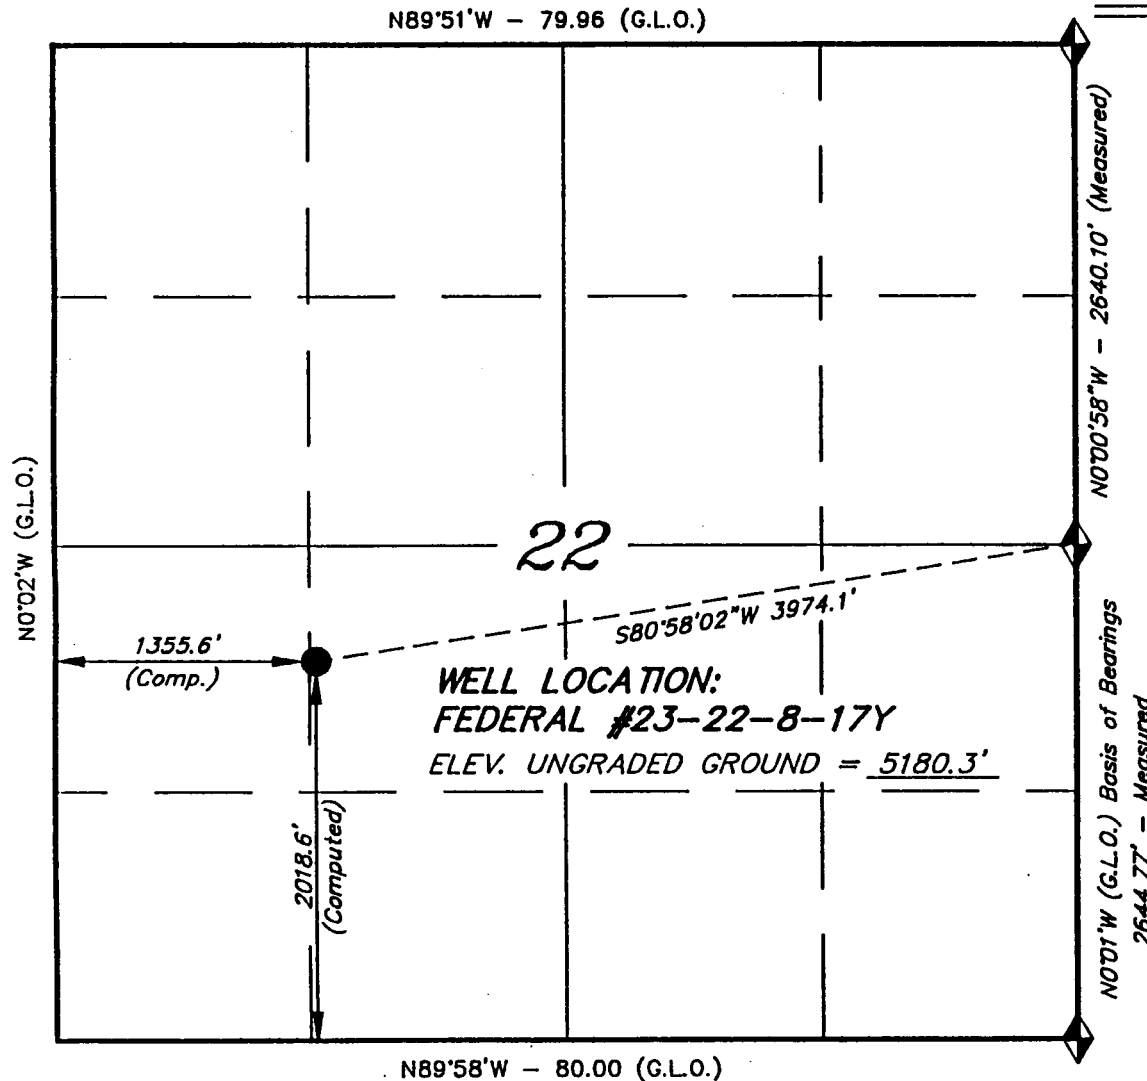 N89°51'W – 79.96 (G.L.O.)
N0°00'58"W – 2640.10' (Measured)
N0°02'W (G.L.O.)
22
S80°58'02"W 3974.1'
1355.6'
(Comp.)
WELL LOCATION:
FEDERAL #23-22-8-17Y
ELEV. UNGRADED GROUND = 5180.3'
2018.6'
(Computed)
N0°01'W (G.L.O.) Basis of Bearings
2644.77' – Measured
N89°58'W – 80.00 (G.L.O.)